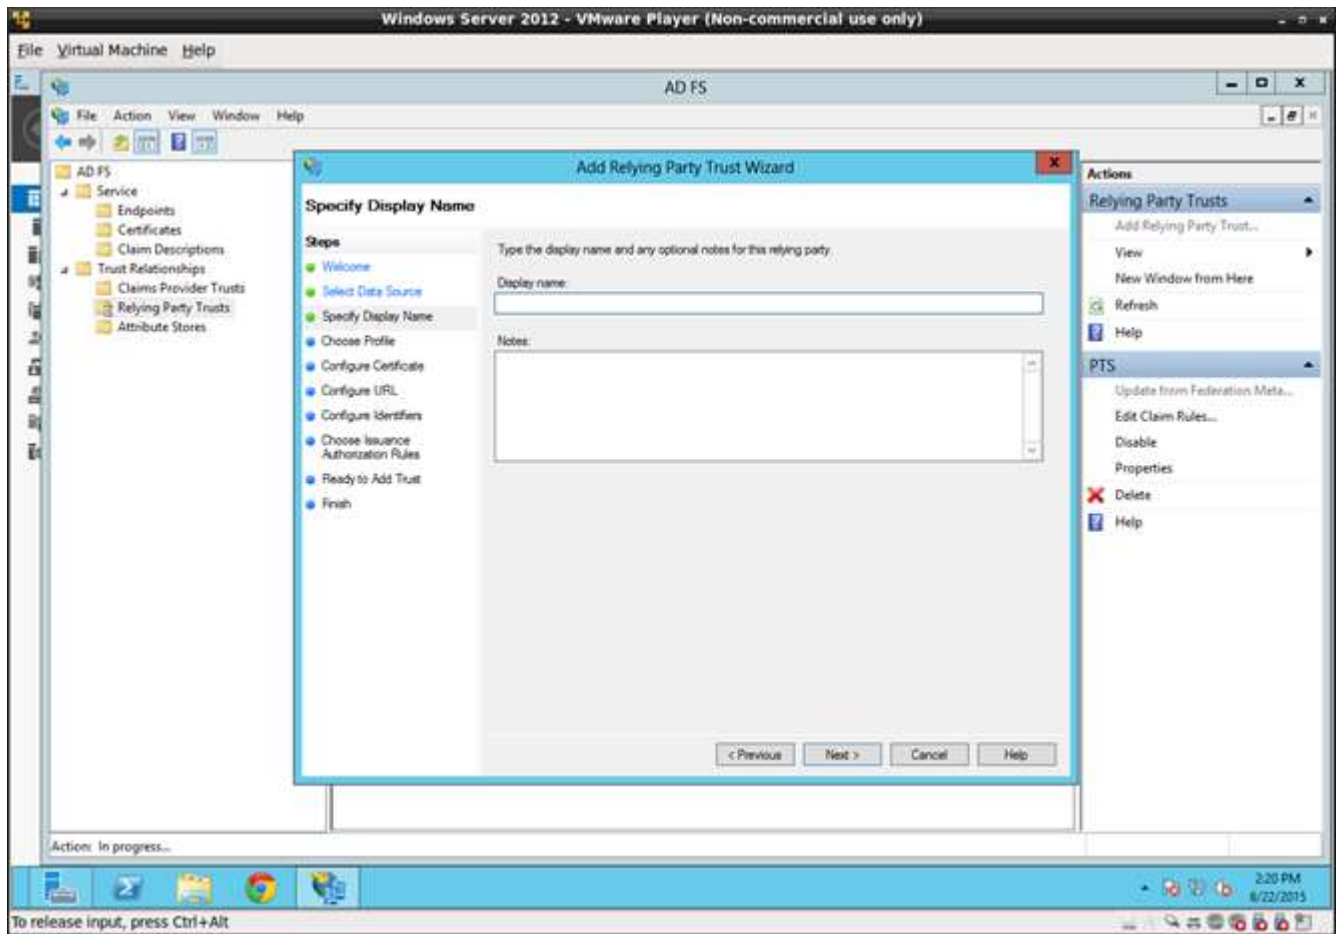 Windows Server 2012 - VMware Player (Non-commercial use only)
File Virtual Machine Help
AD FS
File Action View Window Help
AD FS
Service
Endpoints
Certificates
Claim Descriptions
Trust Relationships
Claims Provider Trusts
Relying Party Trusts
Attribute Stores
Add Relying Party Trust Wizard
Specify Display Name
Steps
Welcome
Select Data Source
Specify Display Name
Choose Profile
Configure Certificate
Configure URL
Configure Identifiers
Choose Issuance
Authorization Rules
Ready to Add Trust
Finish
Type the display name and any optional notes for this relying party.
Display name:
Notes:
< Previous Next > Cancel Help
Actions
Relying Party Trusts
Add Relying Party Trust...
View
New Window from Here
Refresh
Help
PTS
Update from Federation Meta...
Edit Claim Rules...
Disable
Properties
Delete
Help
Action: In progress...
2:20 PM
6/22/2015
To release input, press Ctrl+Alt